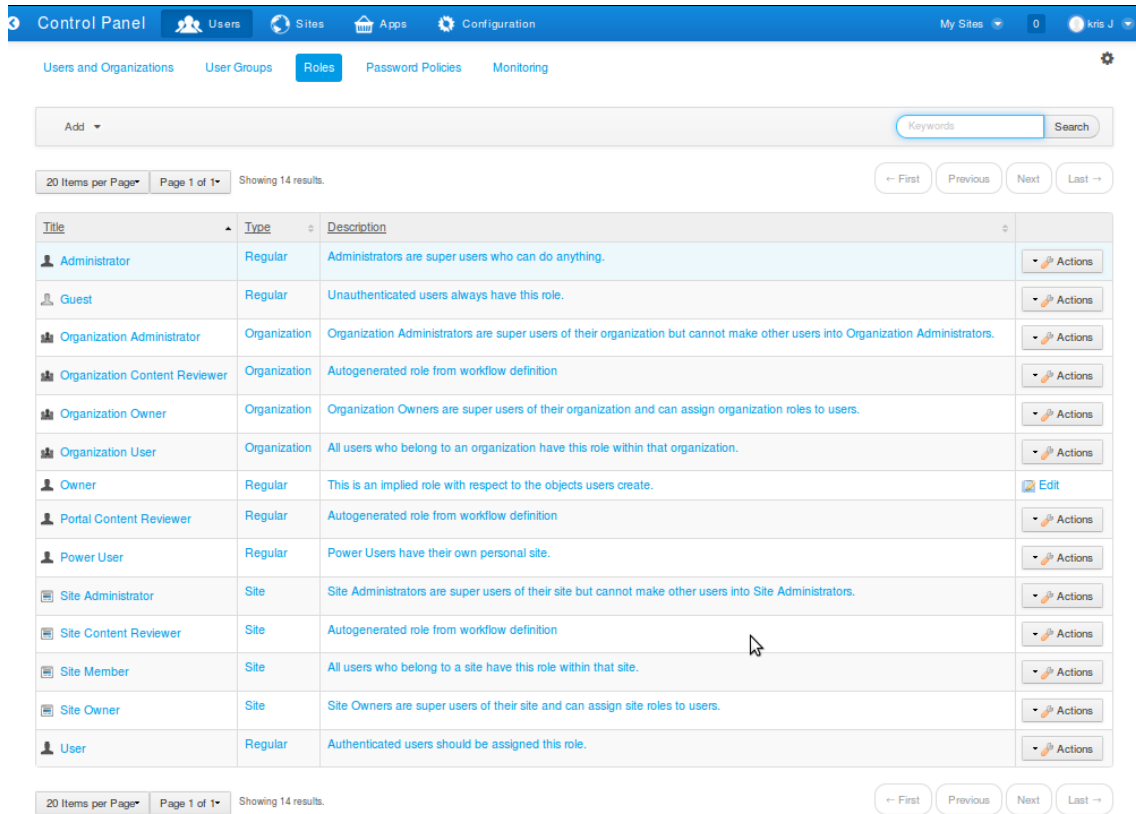 Control Panel Users Sites Apps Configuration My Sites 0 kris J
Users and Organizations User Groups Roles Password Policies Monitoring
Add Keywords Search
20 Items per Page Page 1 of 1 Showing 14 results. ← First Previous Next Last →
Title Type Description
Administrator Regular Administrators are super users who can do anything. Actions
Guest Regular Unauthenticated users always have this role. Actions
Organization Administrator Organization Organization Administrators are super users of their organization but cannot make other users into Organization Administrators. Actions
Organization Content Reviewer Organization Autogenerated role from workflow definition Actions
Organization Owner Organization Organization Owners are super users of their organization and can assign organization roles to users. Actions
Organization User Organization All users who belong to an organization have this role within that organization. Actions
Owner Regular This is an implied role with respect to the objects users create. Edit
Portal Content Reviewer Regular Autogenerated role from workflow definition Actions
Power User Regular Power Users have their own personal site. Actions
Site Administrator Site Site Administrators are super users of their site but cannot make other users into Site Administrators. Actions
Site Content Reviewer Site Autogenerated role from workflow definition Actions
Site Member Site All users who belong to a site have this role within that site. Actions
Site Owner Site Site Owners are super users of their site and can assign site roles to users. Actions
User Regular Authenticated users should be assigned this role. Actions
20 Items per Page Page 1 of 1 Showing 14 results. ← First Previous Next Last →